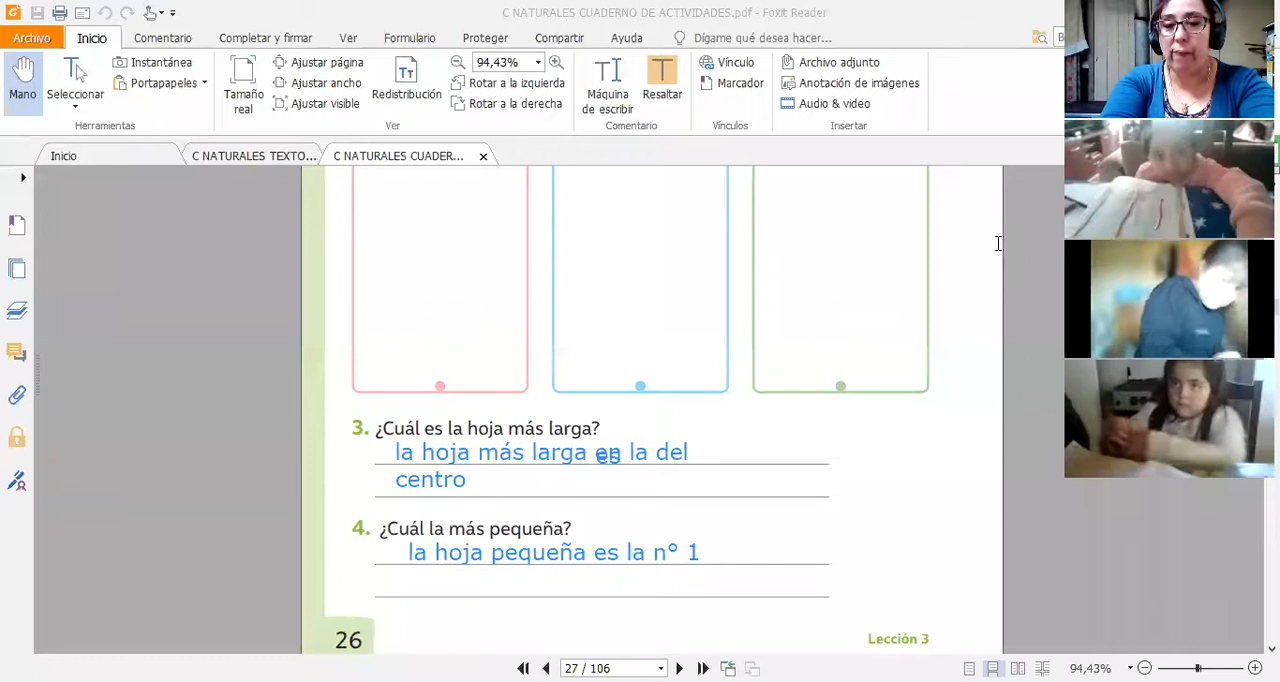 C NATURALES CUADERNO DE ACTIVIDADES.pdf - Foxit Reader
Archivo Inicio Comentario Completar y firmar Ver Formulario Proteger Compartir Ayuda Dígame qué desea hacer...
Mano
Seleccionar
Instantánea
Portapapeles
Herramientas
Tamaño
real
Ajustar página
Ajustar ancho
Ajustar visible
Redistribución
94,43%
Rotar a la izquierda
Rotar a la derecha
Ver
Máquina
de escribir
Resaltar
Comentario
Vínculo
Marcador
Vínculos
Archivo adjunto
Anotación de imágenes
Audio & video
Insertar
Inicio
C NATURALES TEXTO...
C NATURALES CUADER...
3. ¿Cuál es la hoja más larga?
la hoja más larga en la del
es
centro
4. ¿Cuál la más pequeña?
la hoja pequeña es la n° 1
26
Lección 3
27 / 106
94,43%